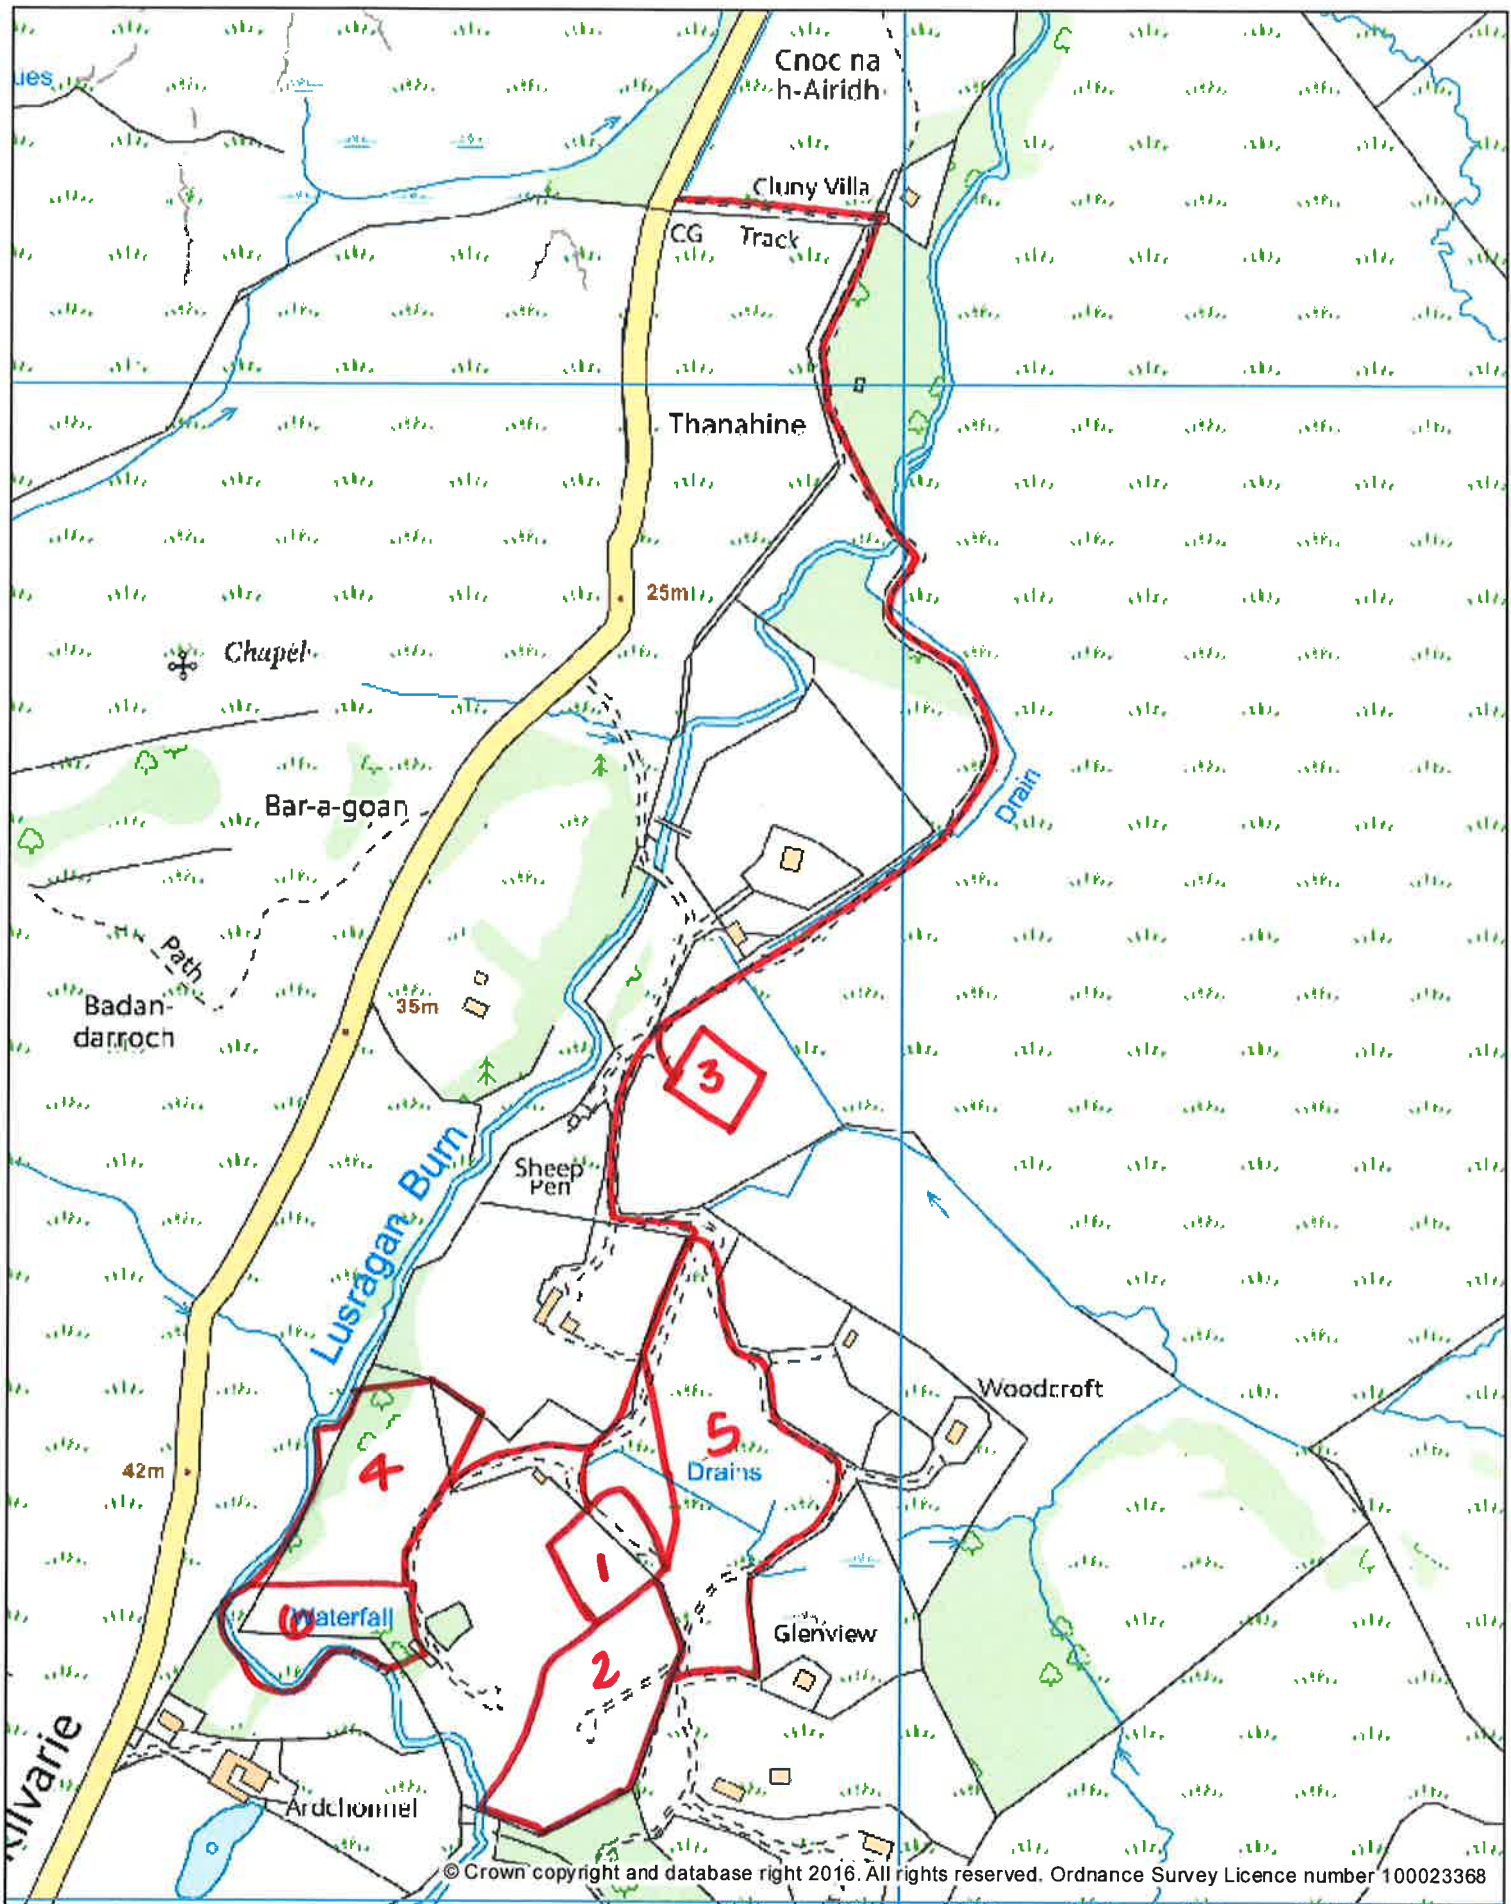 Cnoc na
h-Airidh
Cluny Villa
CG Track
Thanahine
25m
Chapel
Drain
Bar-a-goan
Path
Badan-
darroch
35m
3
Sheep
Pen
Lusragan Burn
Woodcroft
5
4
Drains
42m
1
6
Waterfall
Glenview
2
Ardchonnel
© Crown copyright and database right 2016. All rights reserved. Ordnance Survey Licence number 100023368